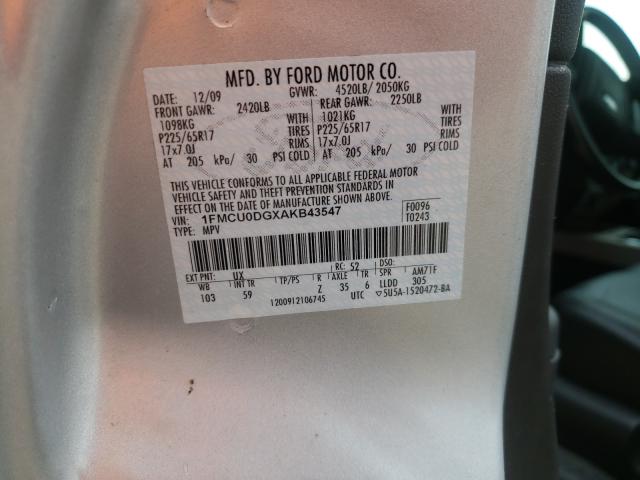 MFD. BY FORD MOTOR CO.
DATE: 12/09 GVWR: 4520LB/ 2050KG
FRONT GAWR: 2420LB REAR GAWR: 2250LB
1098KG WITH 1021KG WITH
P225/65R17 TIRES P225/65R17 TIRES
17x7.0J RIMS 17x7.0J RIMS
AT 205 kPa/ 30 PSI COLD AT 205 kPa/ 30 PSI COLD
THIS VEHICLE CONFORMS TO ALL APPLICABLE FEDERAL MOTOR
VEHICLE SAFETY AND THEFT PREVENTION STANDARDS IN
EFFECT ON THE DATE OF MANUFACTURE SHOWN ABOVE.
VIN: 1FMCU0DGXAKB43547 F0096
TYPE: MPV T0243
EXT PNT: UX RC: 52 DSO:
WB INT TR TP/PS R AXLE TR SPR AM71F
103 59 Z 35 6 LLDD 305
1200912106745 UTC ▽5U5A-1520472-BA